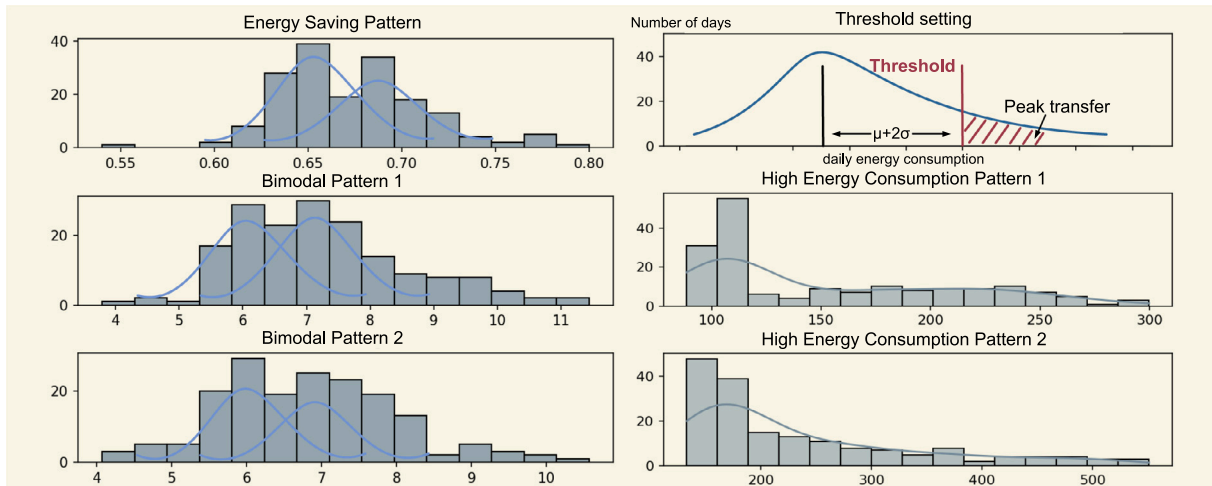 Energy Saving Pattern
40
20
0
0.55 0.60 0.65 0.70 0.75 0.80
Number of days
Threshold setting
40
20
0
Threshold
Peak transfer
μ+2σ
daily energy consumption
Bimodal Pattern 1
20
0
4 5 6 7 8 9 10 11
High Energy Consumption Pattern 1
40
20
0
100 150 200 250 300
Bimodal Pattern 2
20
0
4 5 6 7 8 9 10
High Energy Consumption Pattern 2
40
20
0
200 300 400 500